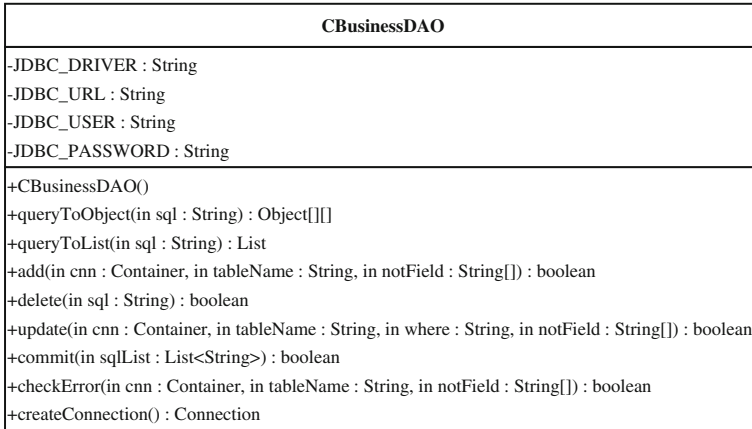 CBusinessDAO
-JDBC_DRIVER : String
-JDBC_URL : String
-JDBC_USER : String
-JDBC_PASSWORD : String
+CBusinessDAO()
+queryToObject(in sql : String) : Object[][]
+queryToList(in sql : String) : List
+add(in cnn : Container, in tableName : String, in notField : String[]) : boolean
+delete(in sql : String) : boolean
+update(in cnn : Container, in tableName : String, in where : String, in notField : String[]) : boolean
+commit(in sqlList : List<String>) : boolean
+checkError(in cnn : Container, in tableName : String, in notField : String[]) : boolean
+createConnection() : Connection